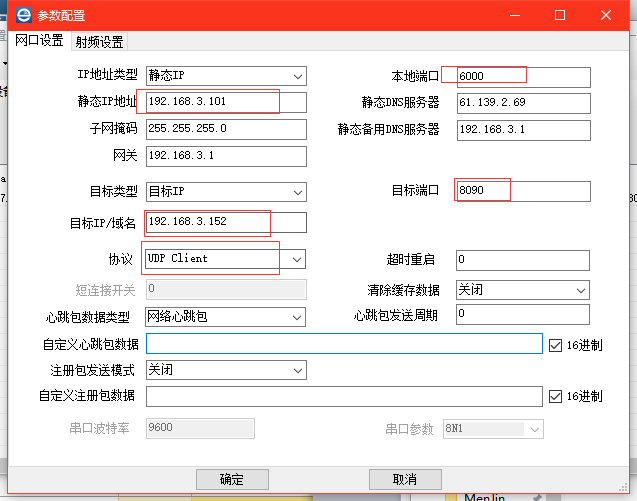 参数配置
网口设置 射频设置
IP地址类型 静态IP 本地端口 6000
静态IP地址 192.168.3.101 静态DNS服务器 61.139.2.69
子网掩码 255.255.255.0 静态备用DNS服务器 192.168.3.1
网关 192.168.3.1
目标类型 目标IP 目标端口 8090
目标IP/域名 192.168.3.152
协议 UDP Client 超时重启 0
短连接开关 0 清除缓存数据 关闭
心跳包数据类型 网络心跳包 心跳包发送周期 0
自定义心跳包数据 16进制
注册包发送模式 关闭
自定义注册包数据 16进制
串口波特率 9600 串口参数 8N1
确定 取消